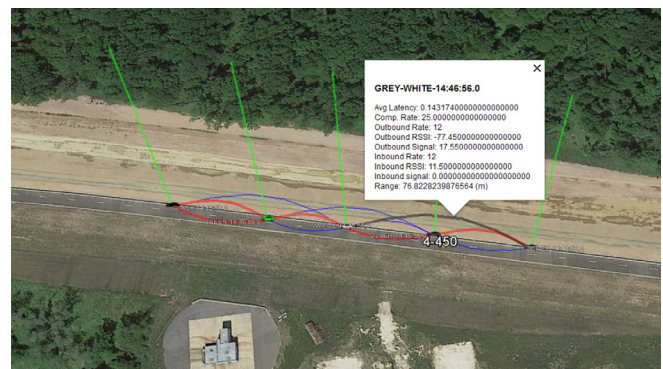 GREY-WHITE-14:46:56.0
Avg Latency: 0.14317400000000000000
Comp. Rate: 25.0000000000000000
Outbound Rate: 12
Outbound RSSI: -77.4500000000000000
Outbound Signal: 17.5500000000000000
Inbound Rate: 12
Inbound RSSI: 11.5000000000000000
Inbound signal: 0.0000000000000000
Range: 76.8228239876564 (m)
4-450